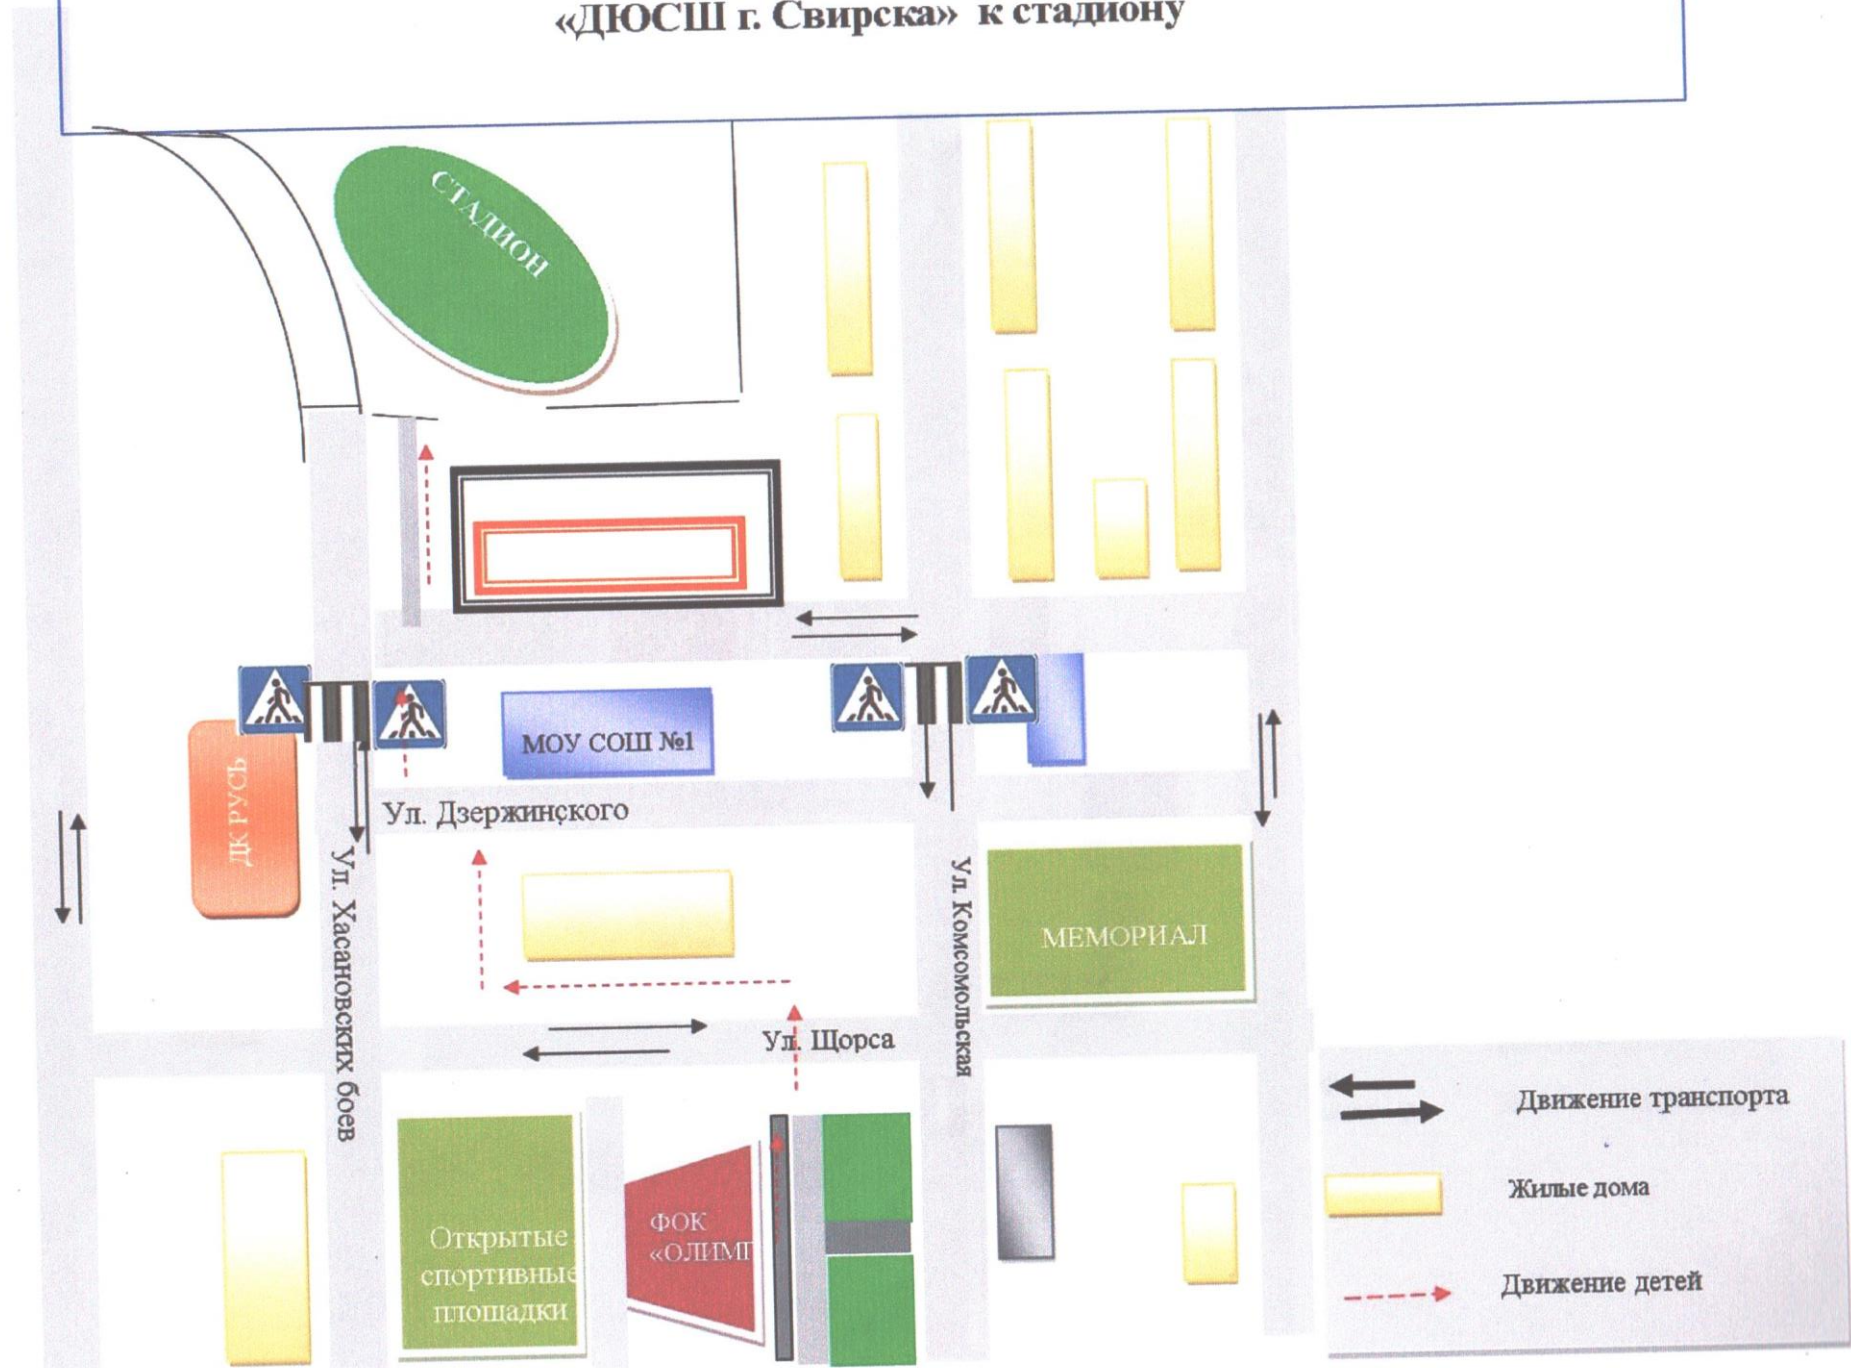 «ДЮСШ г. Свирска» к стадиону
СТАДИОН
МОУ СОШ №1
ДК РУСЬ
Ул. Дзержинского
Ул. Хасановских боев
Ул. Комсомольская
МЕМОРИАЛ
Ул. Щорса
Открытые
спортивные
площадки
ФОК
«ОЛИМП
Движение транспорта
Жилые дома
Движение детей